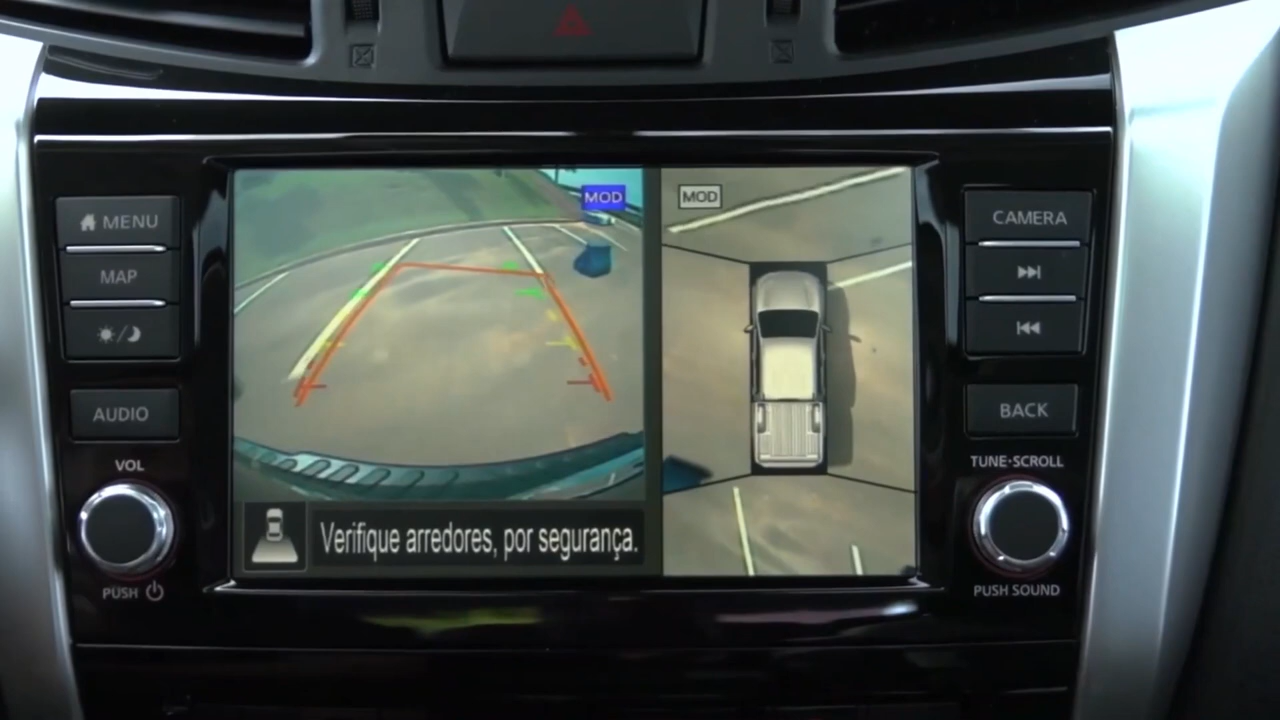 MENU
MAP
AUDIO
VOL
PUSH
MOD
MOD
Verifique arredores, por segurança.
CAMERA
BACK
TUNE·SCROLL
PUSH SOUND